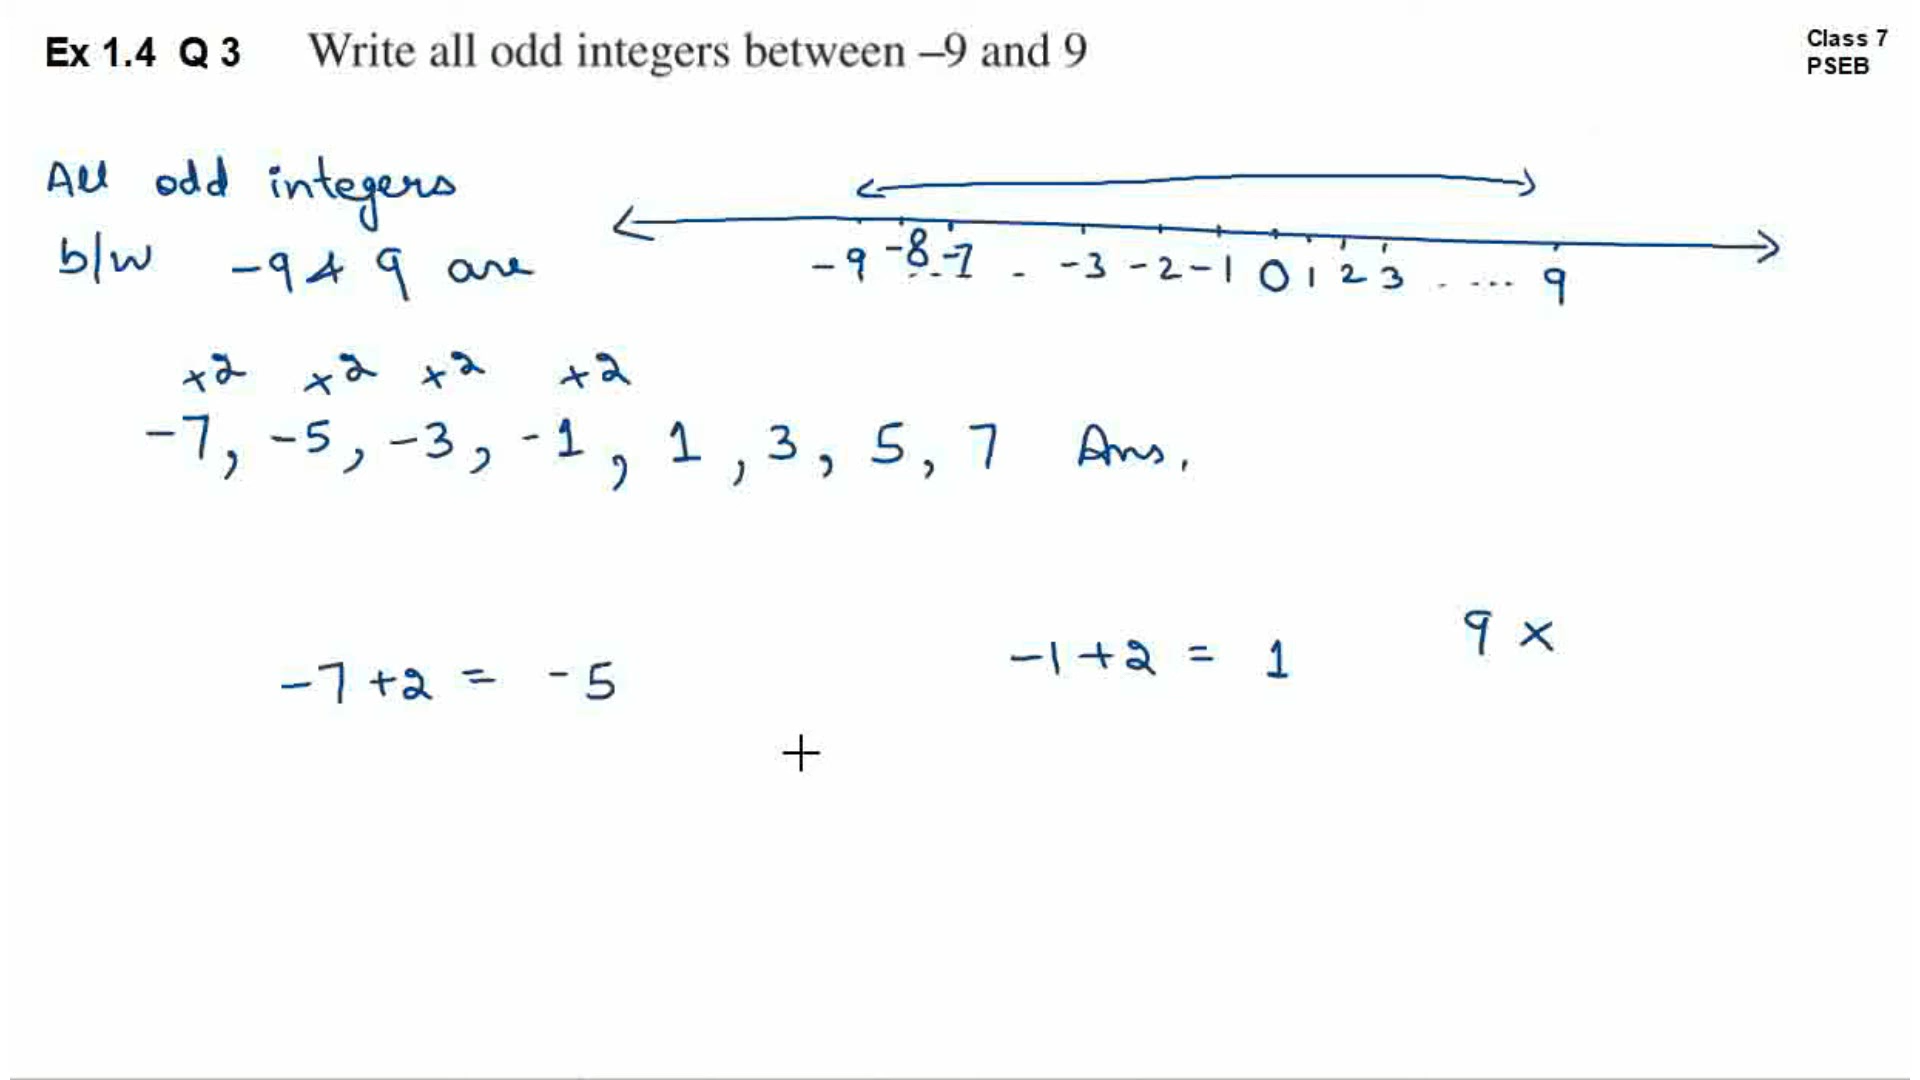 Ex 1.4 Q 3 Write all odd integers between –9 and 9
Class 7
PSEB
All odd integers
b/w -9 & 9 are
-9 -8 -7 . -3 -2 -1 0 1 2 3 . .... 9
+2 +2 +2 +2
-7, -5, -3, -1, 1, 3, 5, 7 Ans.
-7+2 = -5
-1+2 = 1
9 ×